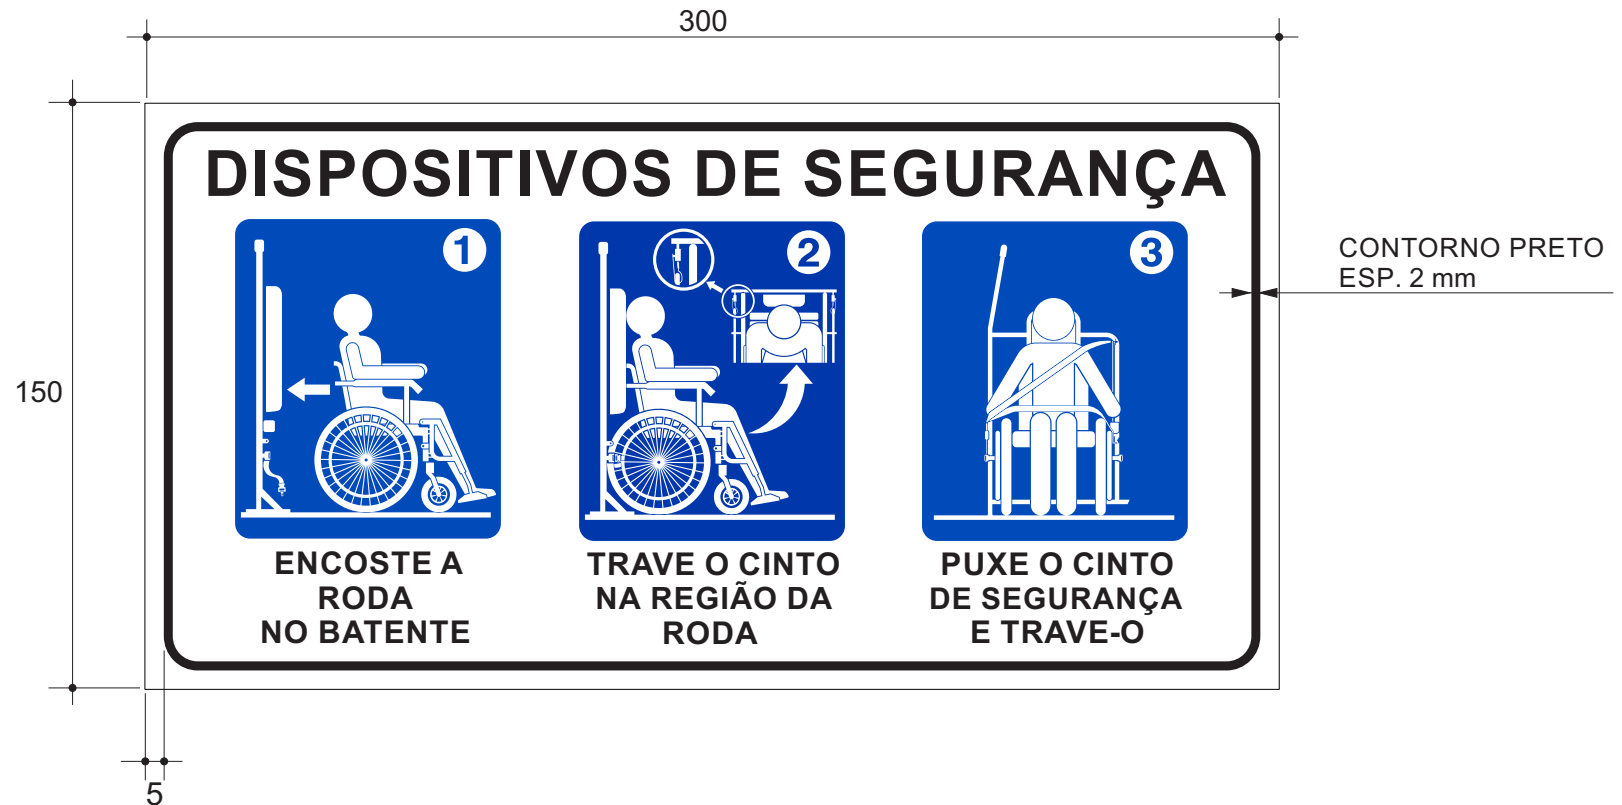 300
DISPOSITIVOS DE SEGURANÇA
1
2
3
CONTORNO PRETO
ESP. 2 mm
150
ENCOSTE A
RODA
NO BATENTE
TRAVE O CINTO
NA REGIÃO DA
RODA
PUXE O CINTO
DE SEGURANÇA
E TRAVE-O
5